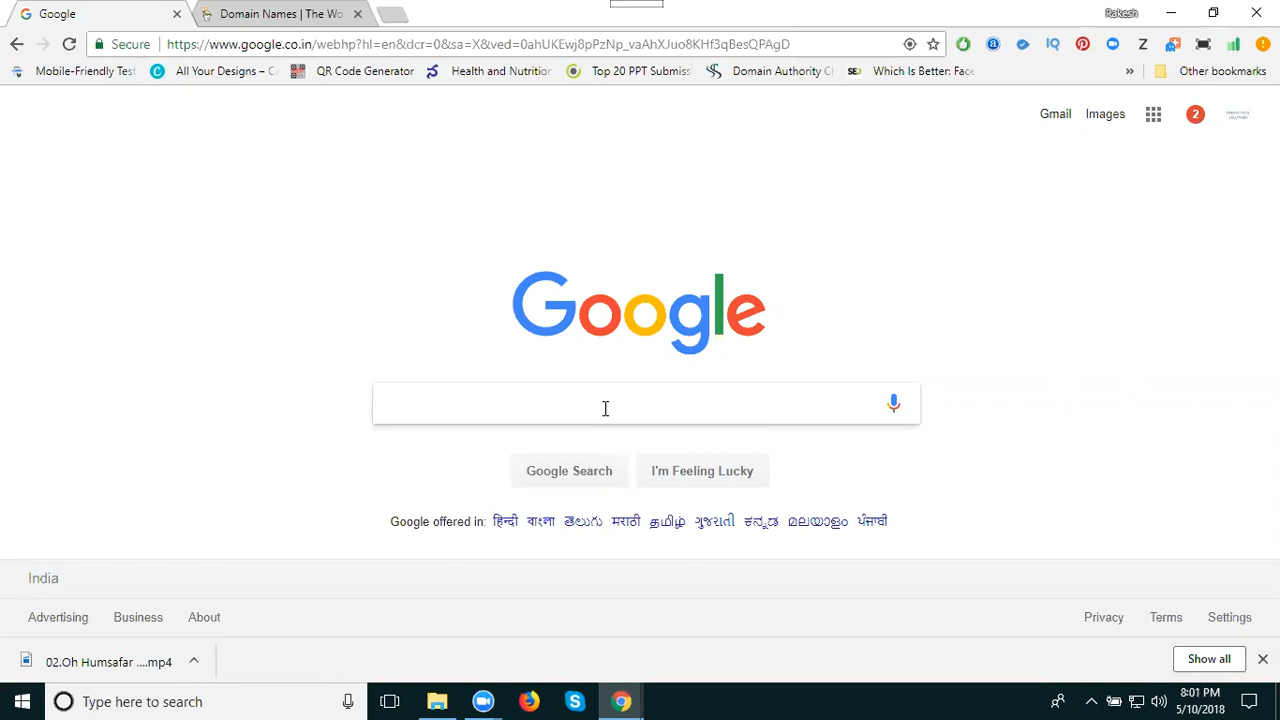 Google
Domain Names | The Wo
Rakesh
Secure
https://www.google.co.in/webhp?hl=en&dcr=0&sa=X&ved=0ahUKEwj8pPzNp_vaAhXJuo8KHf3qBesQPAgD
Mobile-Friendly Test
All Your Designs – C
QR Code Generator
Health and Nutrition
Top 20 PPT Submiss
Domain Authority C
Which Is Better: Face
»
Other bookmarks
Gmail
Images
2
Google
Google Search
I'm Feeling Lucky
Google offered in: हिन्दी বাংলা తెలుగు मराठी தமிழ் ગુજરાતી ಕನ್ನಡ മലയാളം ਪੰਜਾਬੀ
India
Advertising Business About
Privacy Terms Settings
02.Oh Humsafar ....mp4
Show all
Type here to search
8:01 PM
5/10/2018